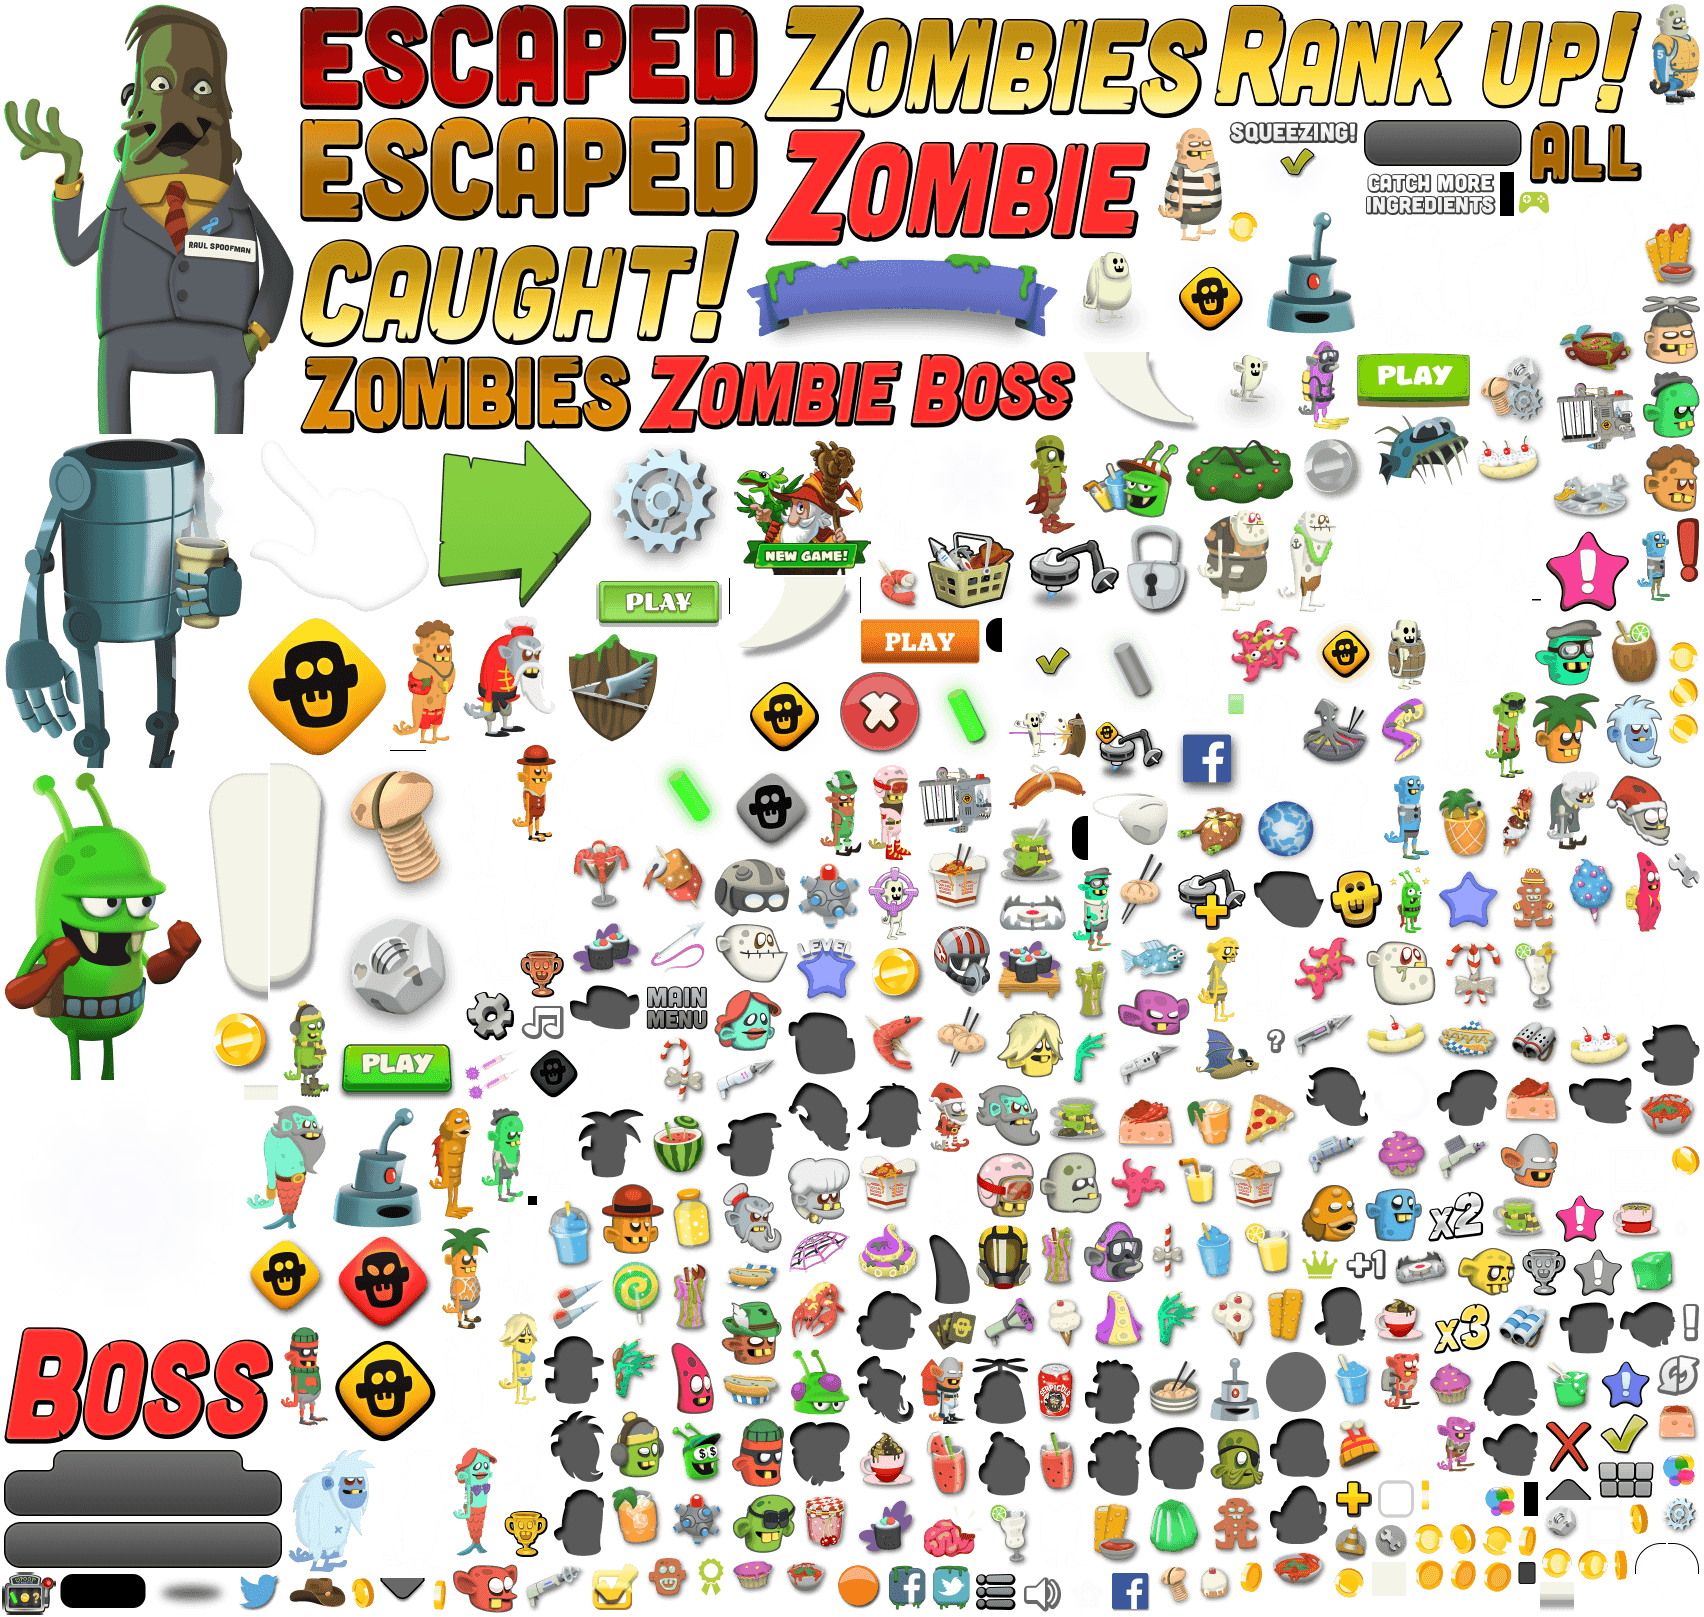 ESCAPED
ZOMBIES
RANK UP!
ESCAPED
ZOMBIE
SQUEEZING!
ALL
CATCH MORE
INGREDIENTS
RAUL SPOOFMAN
CAUGHT!
ZOMBIES
ZOMBIE BOSS
PLAY
NEW GAME!
PLAY
PLAY
LEVEL
MAIN
MENU
PLAY
?
x2
+1
x3
BOSS